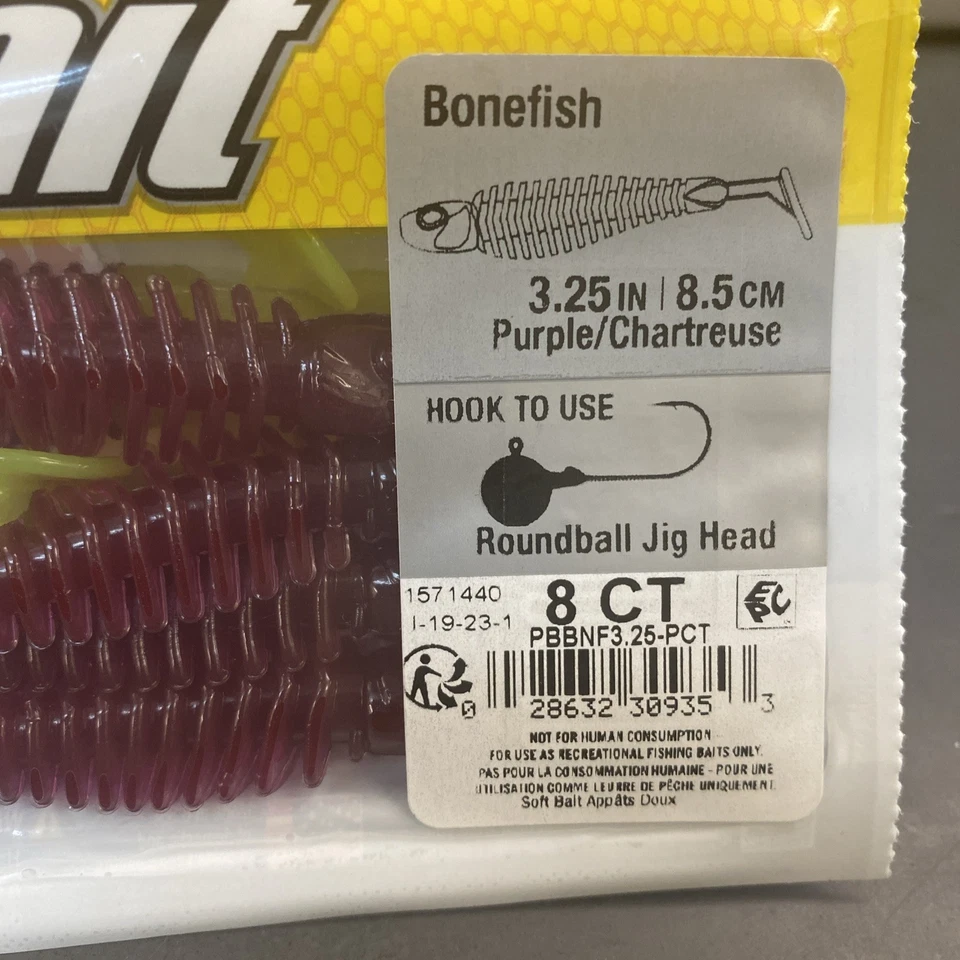 Bonefish
3.25 IN | 8.5 CM
Purple/Chartreuse
HOOK TO USE
Roundball Jig Head
1571440
I-19-23-1
8 CT
PBBNF3.25-PCT
0 28632 30935 3
NOT FOR HUMAN CONSUMPTION
FOR USE AS RECREATIONAL FISHING BAITS ONLY.
PAS POUR LA CONSOMMATION HUMAINE - POUR UNE
UTILISATION COMME LEURRE DE PÊCHE UNIQUEMENT.
Soft Bait Appâts Doux